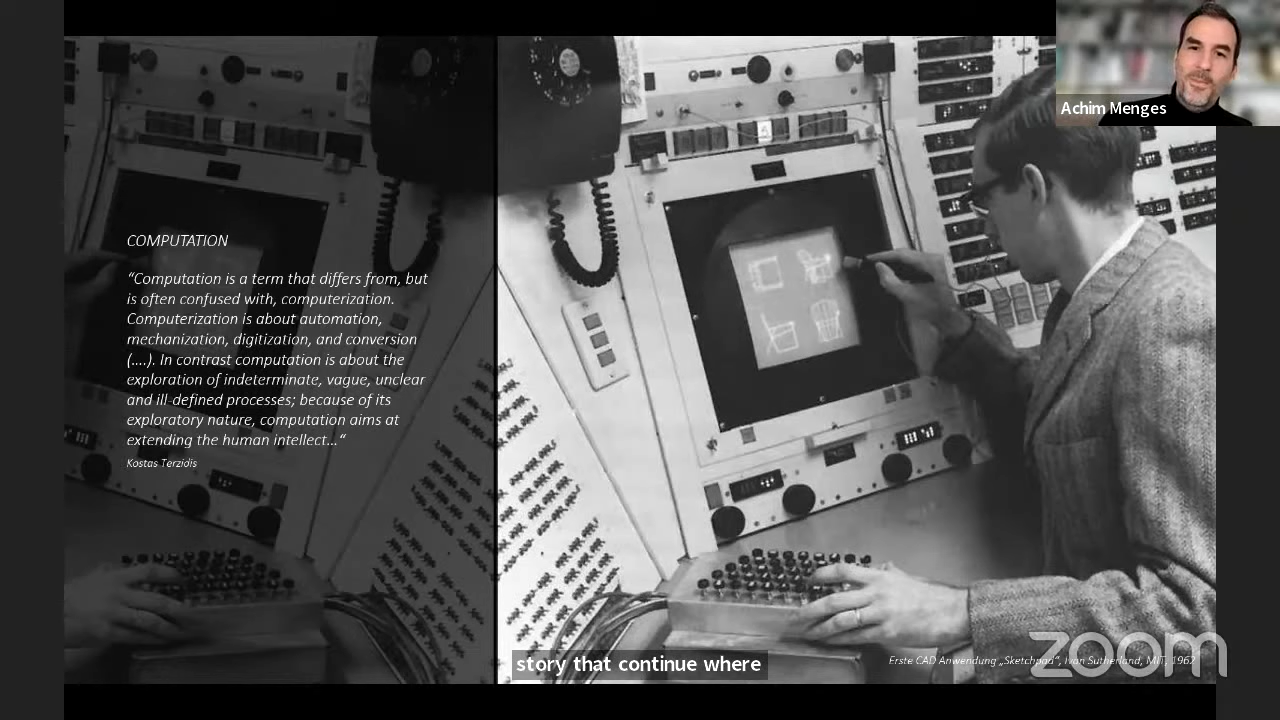 Achim Menges
COMPUTATION
“Computation is a term that differs from, but
is often confused with, computerization.
Computerization is about automation,
mechanization, digitization, and conversion
(....). In contrast computation is about the
exploration of indeterminate, vague, unclear
and ill-defined processes; because of its
exploratory nature, computation aims at
extending the human intellect...“
Kostas Terzidis
story that continue where
Erste CAD Anwendung „Sketchpad“, Ivan Sutherland, MIT, 1962
zoom